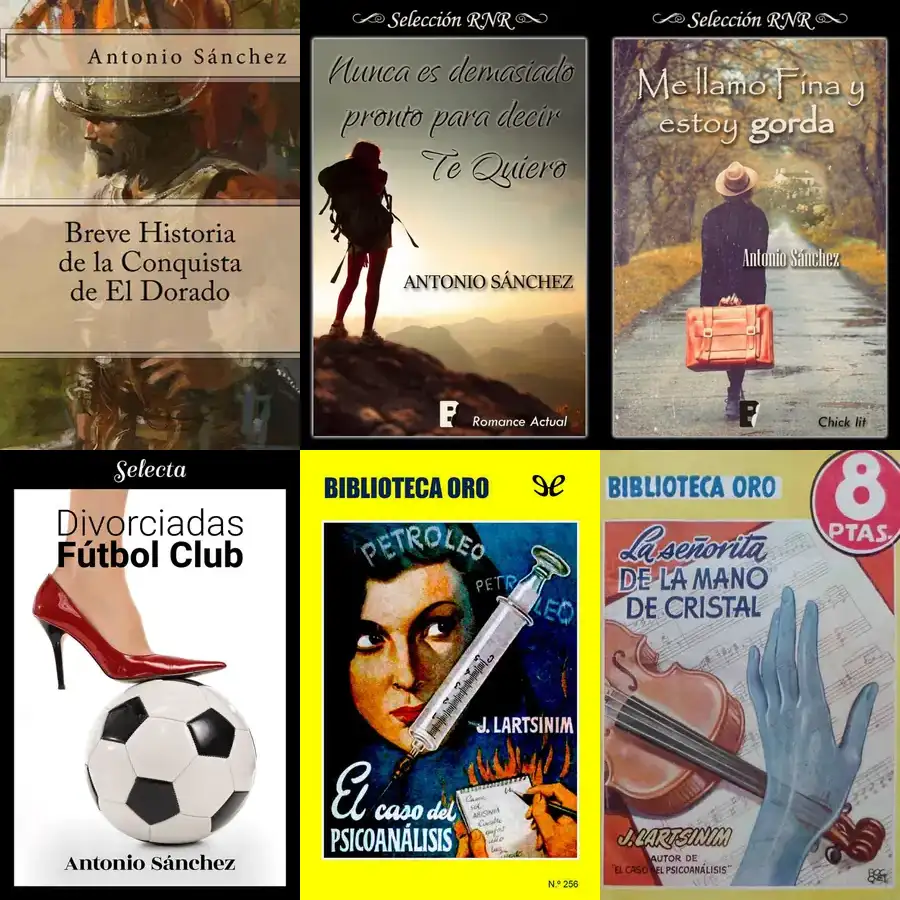 Antonio Sánchez
Breve Historia
de la Conquista
de El Dorado
Selección RNR
Nunca es demasiado
pronto para decir
Te Quiero
ANTONIO SÁNCHEZ
B
Romance Actual
Selección RNR
Me llamo Fina y
estoy gorda
Antonio Sánchez
B
Chick lit
Selecta
Divorciadas
Fútbol Club
Antonio Sánchez
BIBLIOTECA ORO
PETROLEO
PETROLEO
J. LARTSINIM
El caso del
PSICOANÁLISIS
N.º 256
BIBLIOTECA ORO
8
PTAS.
La señorita
DE LA MANO
DE CRISTAL
J. LARTSINIM
AUTOR DE
"EL CASO DEL PSICOANÁLISIS"